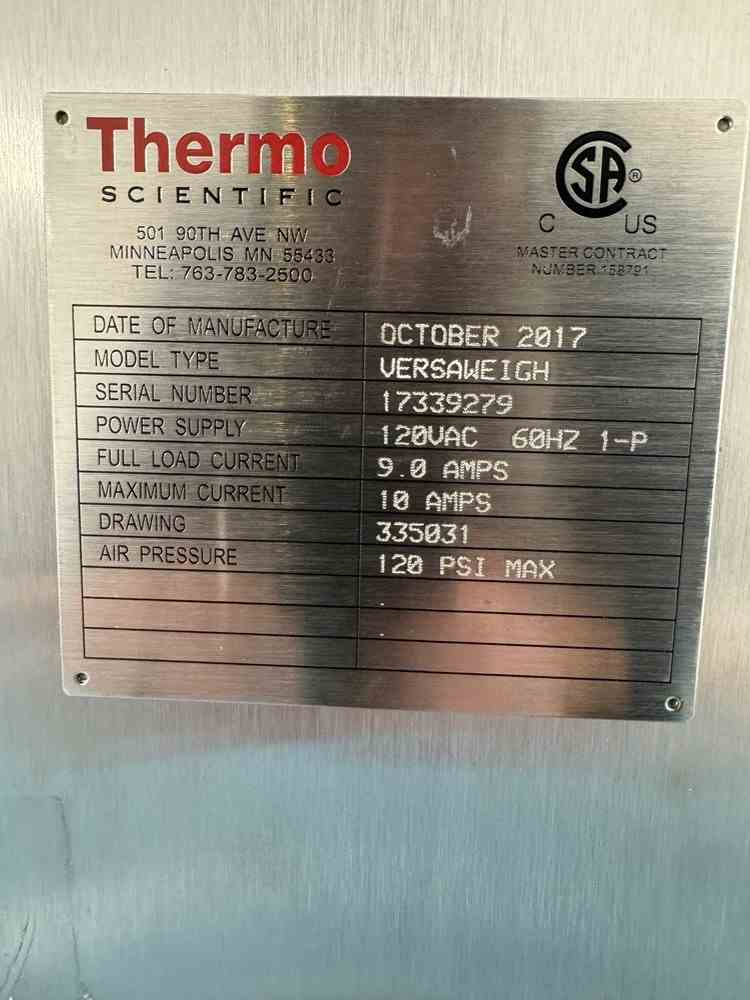 Thermo
SCIENTIFIC
501 90TH AVE NW
MINNEAPOLIS MN 55433
TEL: 763-783-2500
CSA®
C US
MASTER CONTRACT
NUMBER 158791
DATE OF MANUFACTURE OCTOBER 2017
MODEL TYPE VERSAWEIGH
SERIAL NUMBER 17339279
POWER SUPPLY 120VAC 60HZ 1-P
FULL LOAD CURRENT 9.0 AMPS
MAXIMUM CURRENT 10 AMPS
DRAWING 335031
AIR PRESSURE 120 PSI MAX